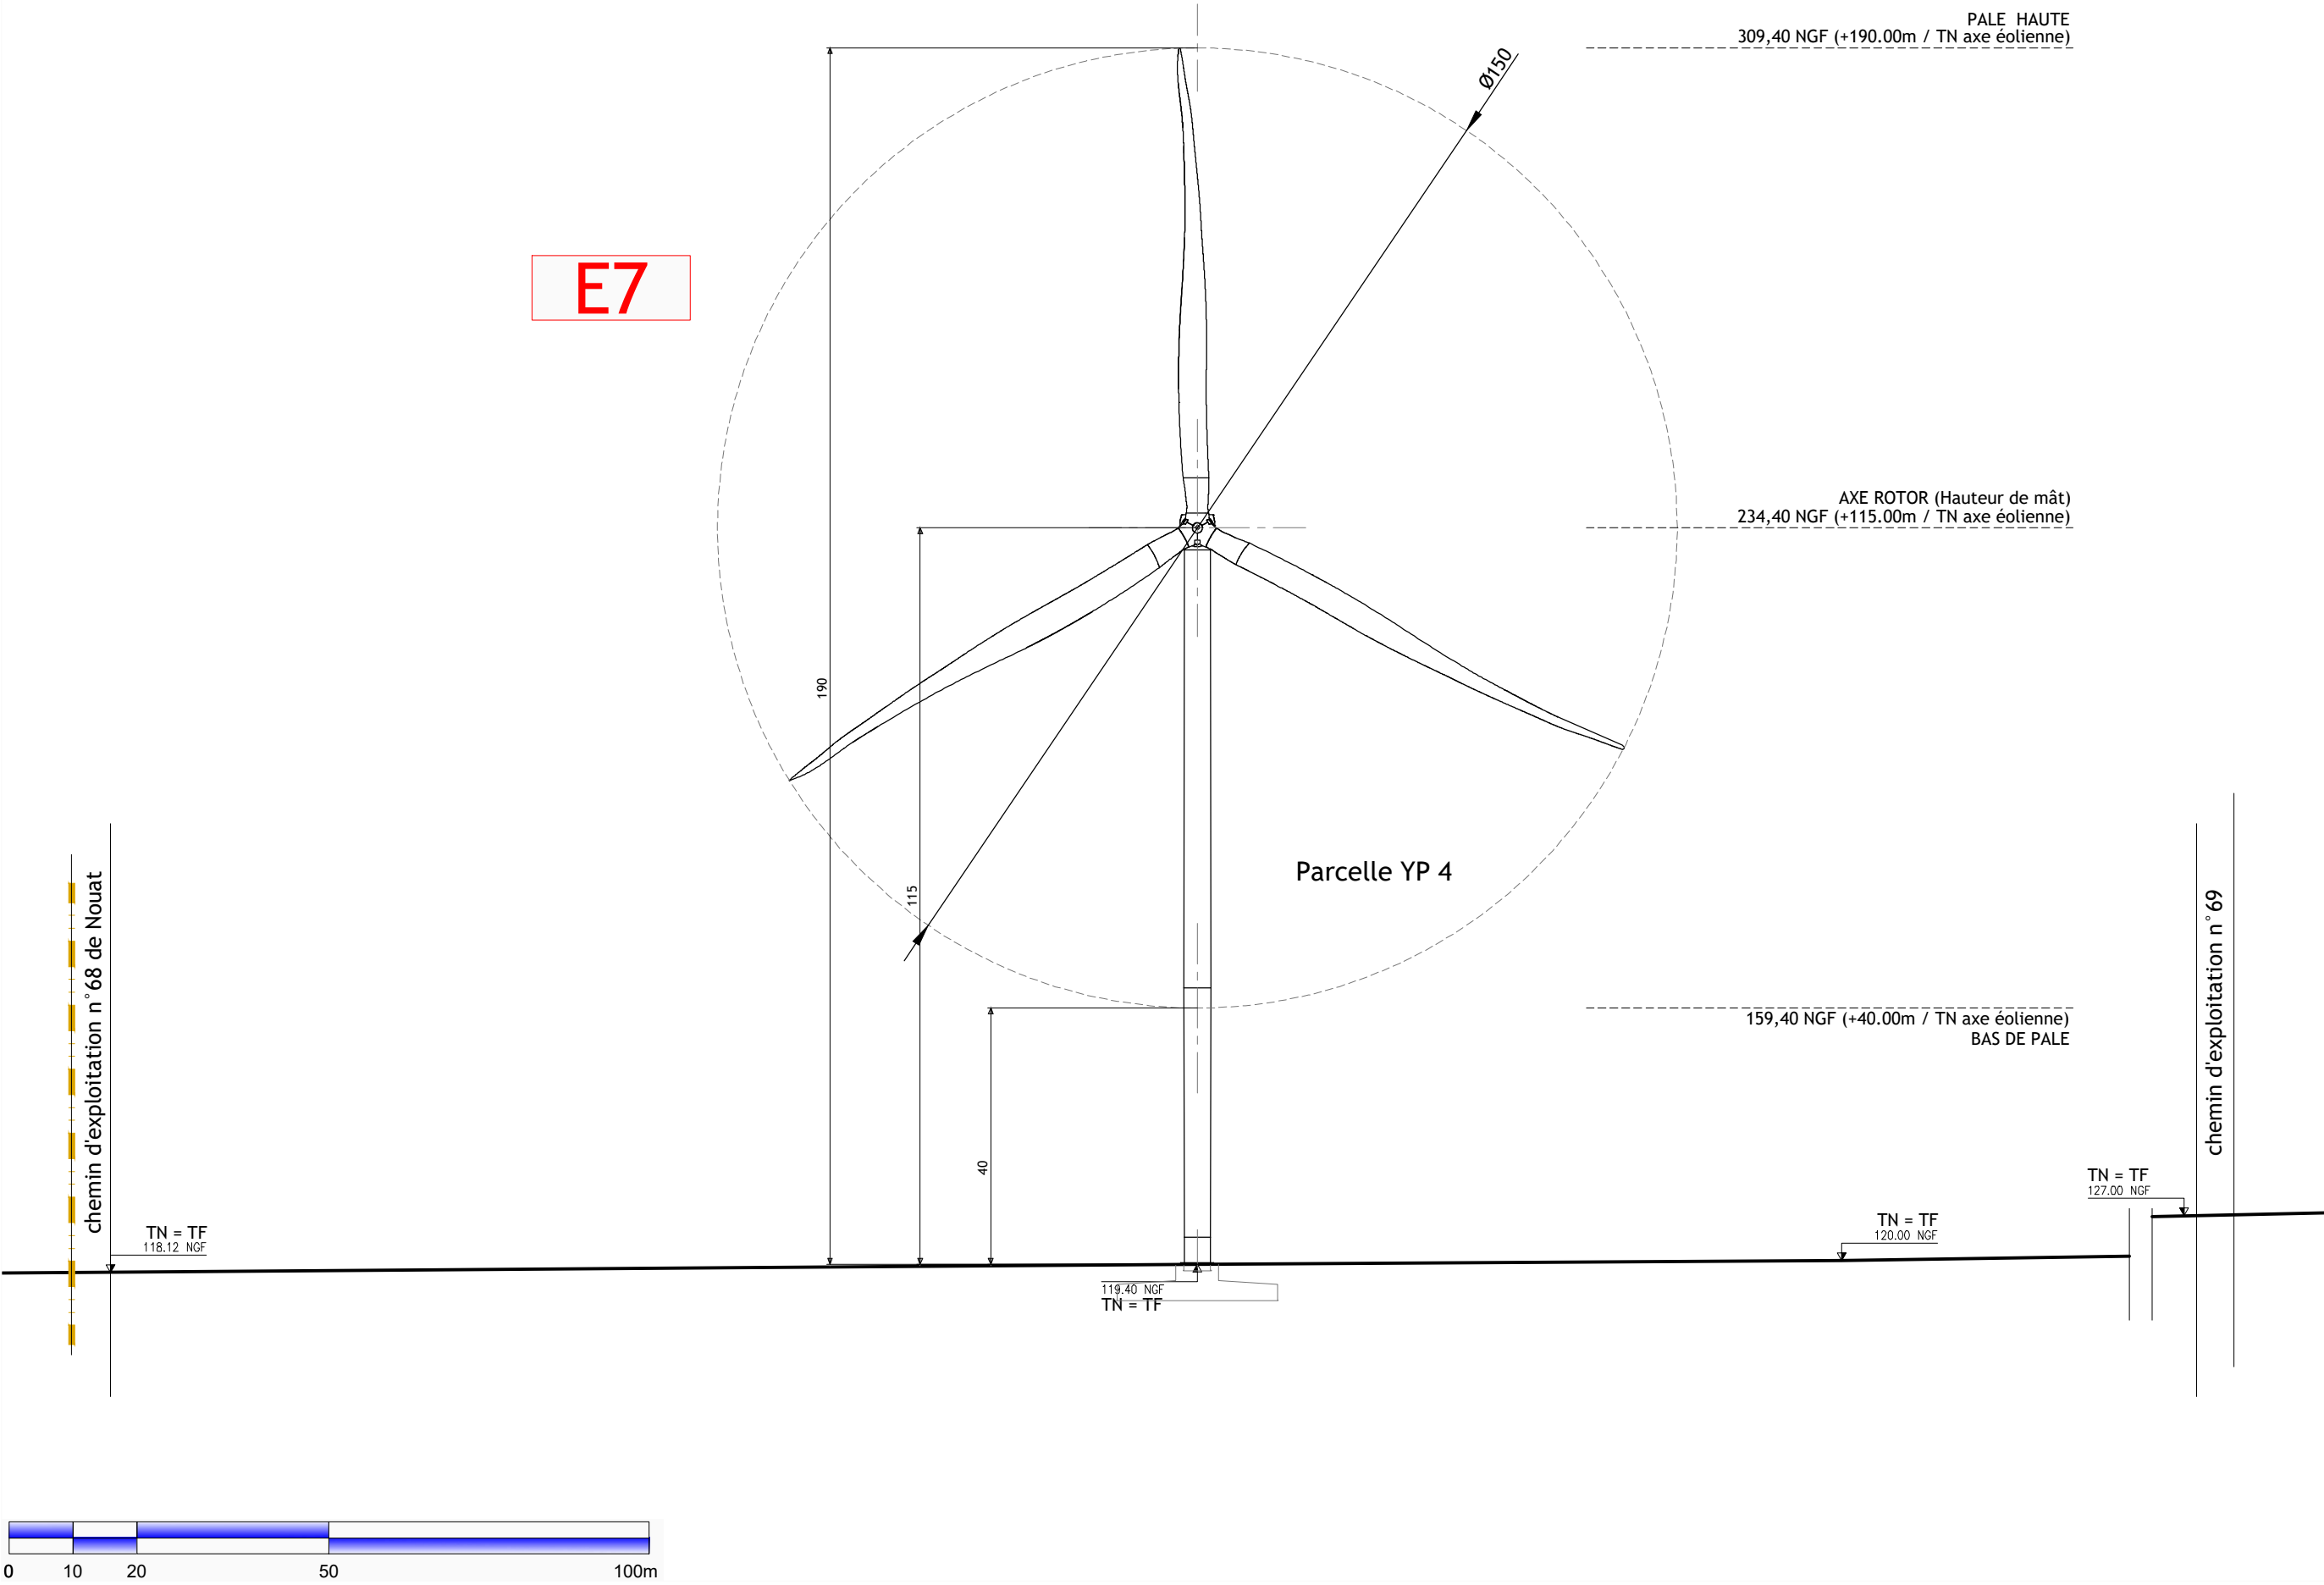 PALE HAUTE
309,40 NGF (+190.00m / TN axe éolienne)
Ø150
E7
AXE ROTOR (Hauteur de mât)
234,40 NGF (+115.00m / TN axe éolienne)
190
115
Parcelle YP 4
chemin d'exploitation n°68 de Nouat
chemin d'exploitation n°69
159,40 NGF (+40.00m / TN axe éolienne)
BAS DE PALE
40
TN = TF
127.00 NGF
TN = TF
118.12 NGF
TN = TF
120.00 NGF
119.40 NGF
TN = TF
0 10 20 50 100m